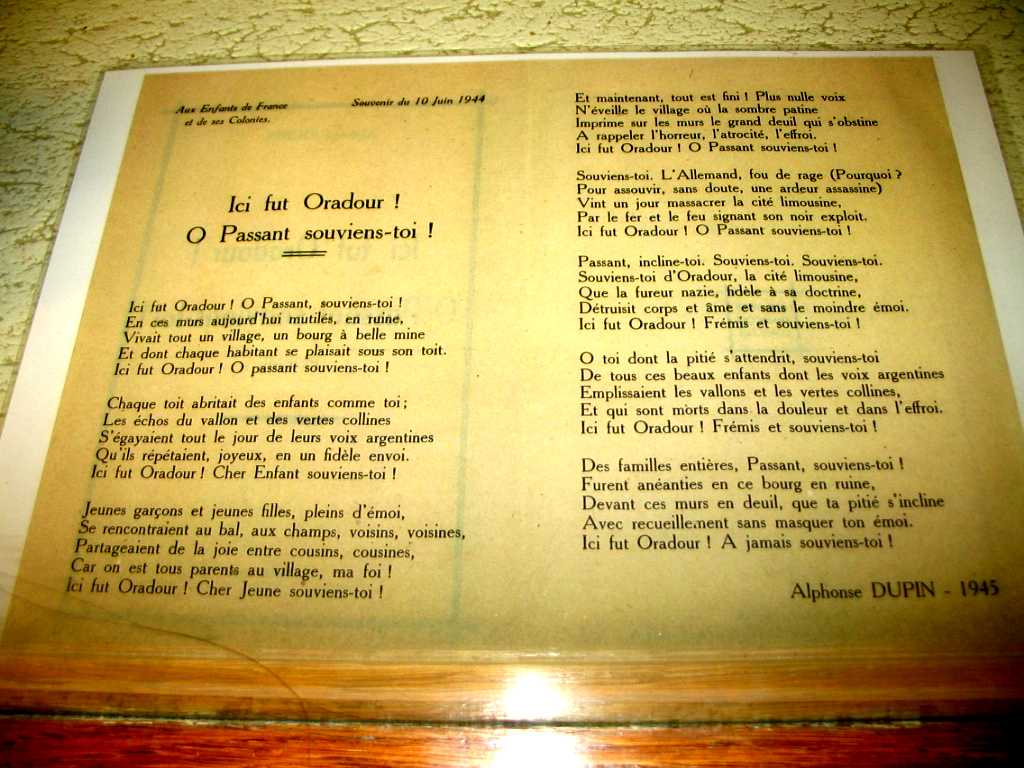 Aux Enfants de France
et de ses Colonies.
Souvenir du 10 Juin 1944
Ici fut Oradour !
O Passant souviens-toi !
Ici fut Oradour ! O Passant, souviens-toi !
En ces murs aujourd'hui mutilés, en ruine,
Vivait tout un village, un bourg à belle mine
Et dont chaque habitant se plaisait sous son toit.
Ici fut Oradour ! O passant souviens-toi !
Chaque toit abritait des enfants comme toi ;
Les échos du vallon et des vertes collines
S'égayaient tout le jour de leurs voix argentines
Qu'ils répétaient, joyeux, en un fidèle envoi.
Ici fut Oradour ! Cher Enfant souviens-toi !
Jeunes garçons et jeunes filles, pleins d'émoi,
Se rencontraient au bal, aux champs, voisins, voisines,
Partageaient de la joie entre cousins, cousines,
Car on est tous parents au village, ma foi !
Ici fut Oradour ! Cher Jeune souviens-toi !
Et maintenant, tout est fini ! Plus nulle voix
N'éveille le village où la sombre patine
Imprime sur les murs le grand deuil qui s'obstine
A rappeler l'horreur, l'atrocité, l'effroi.
Ici fut Oradour ! O Passant souviens-toi !
Souviens-toi. L'Allemand, fou de rage (Pourquoi ?
Pour assouvir, sans doute, une ardeur assassine)
Vint un jour massacrer la cité limousine,
Par le fer et le feu signant son noir exploit.
Ici fut Oradour ! O Passant souviens-toi !
Passant, incline-toi. Souviens-toi. Souviens-toi.
Souviens-toi d'Oradour, la cité limousine,
Que la fureur nazie, fidèle à sa doctrine,
Détruisit corps et âme et sans le moindre émoi.
Ici fut Oradour ! Frémis et souviens-toi !
O toi dont la pitié s'attendrit, souviens-toi
De tous ces beaux enfants dont les voix argentines
Emplissaient les vallons et les vertes collines,
Et qui sont morts dans la douleur et dans l'effroi.
Ici fut Oradour ! Frémis et souviens-toi !
Des familles entières, Passant, souviens-toi !
Furent anéanties en ce bourg en ruine,
Devant ces murs en deuil, que ta pitié s'incline
Avec recueillement sans masquer ton émoi.
Ici fut Oradour ! A jamais souviens-toi !
Alphonse DUPIN - 1945